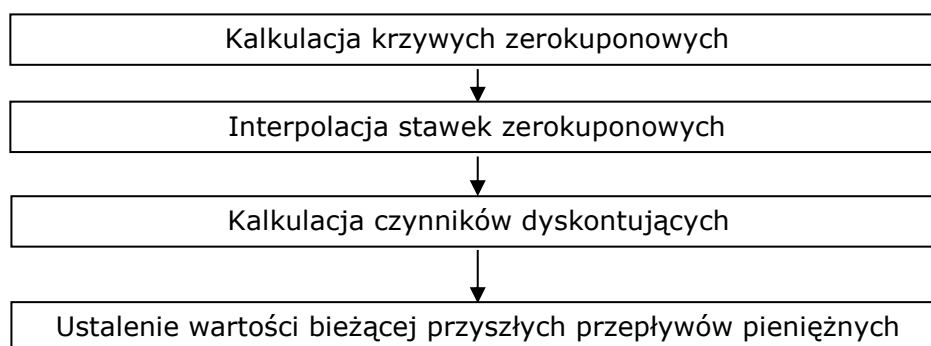 Kalkulacja krzywych zerokuponowych
Interpolacja stawek zerokuponowych
Kalkulacja czynników dyskontujących
Ustalenie wartości bieżącej przyszłych przepływów pieniężnych